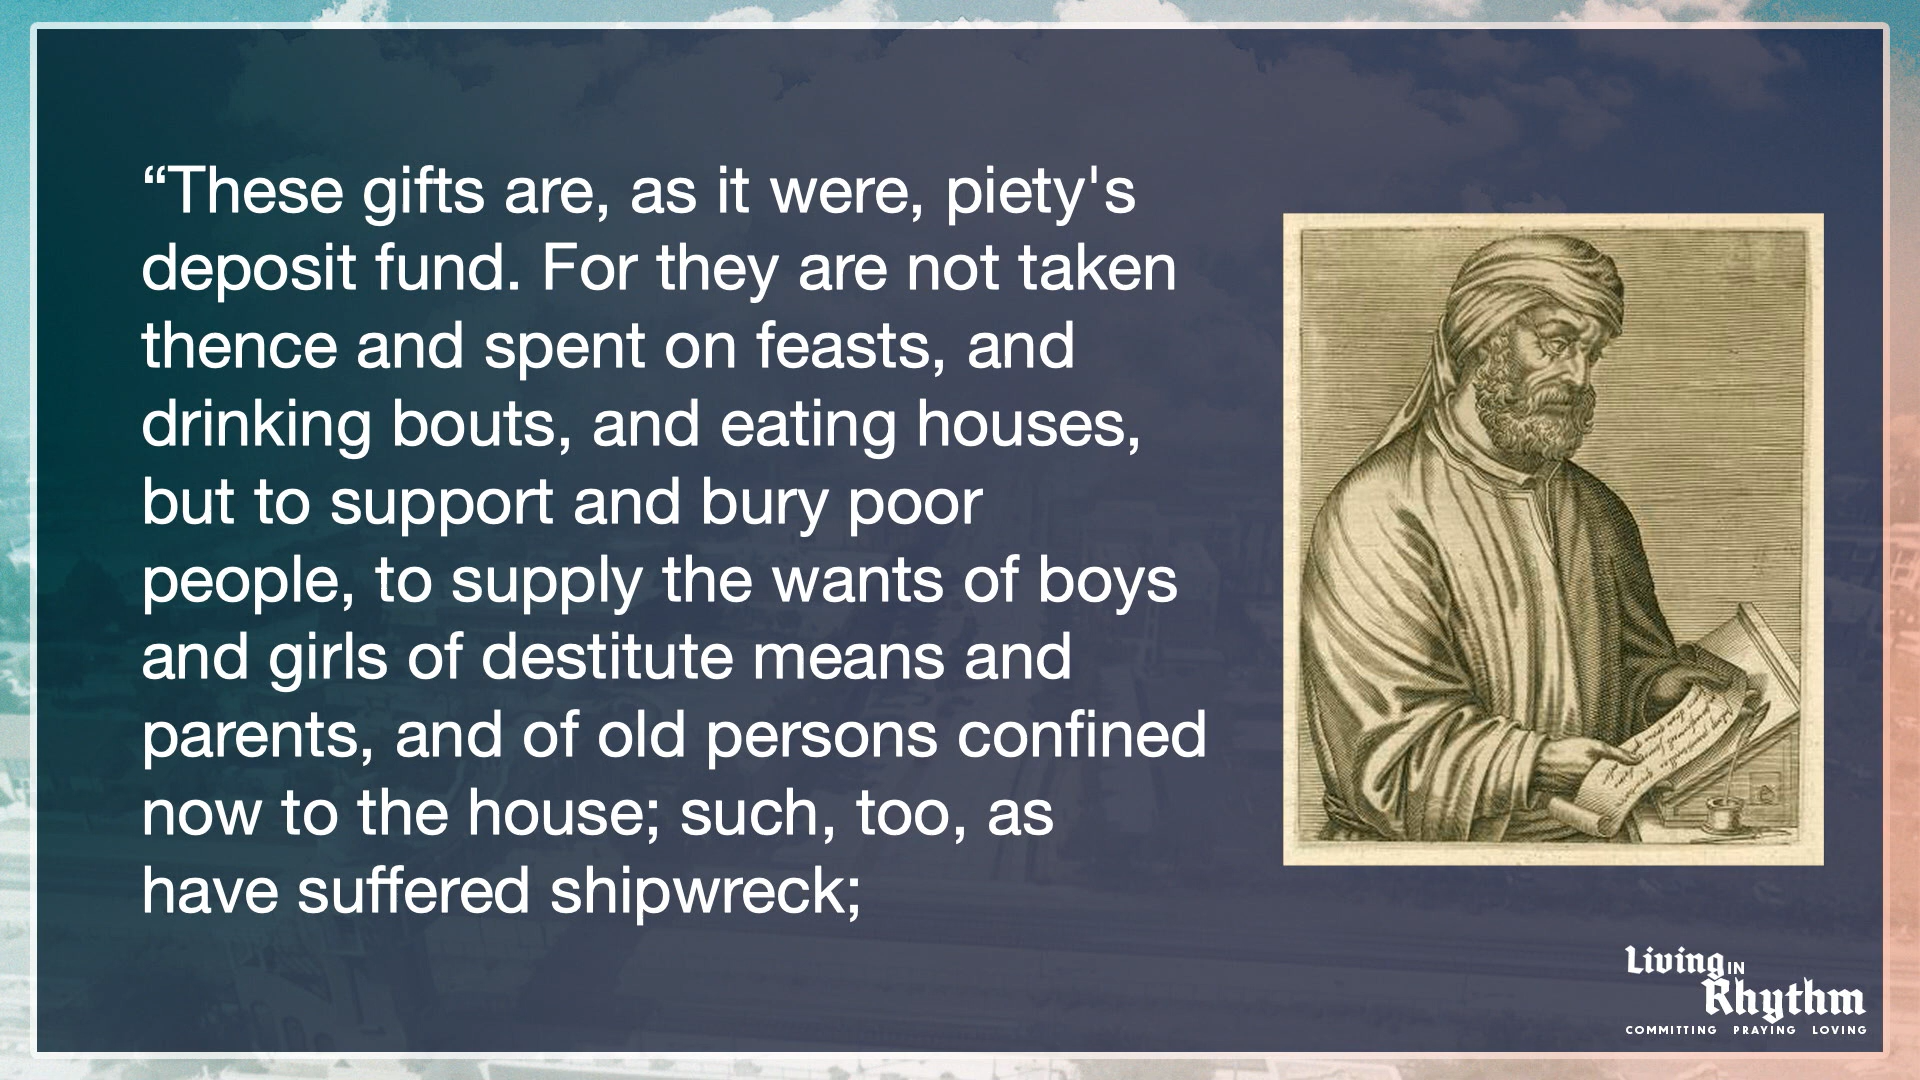 “These gifts are, as it were, piety's
deposit fund. For they are not taken
thence and spent on feasts, and
drinking bouts, and eating houses,
but to support and bury poor
people, to supply the wants of boys
and girls of destitute means and
parents, and of old persons confined
now to the house; such, too, as
have suffered shipwreck;
Living IN
Rhythm
COMMITTING PRAYING LOVING